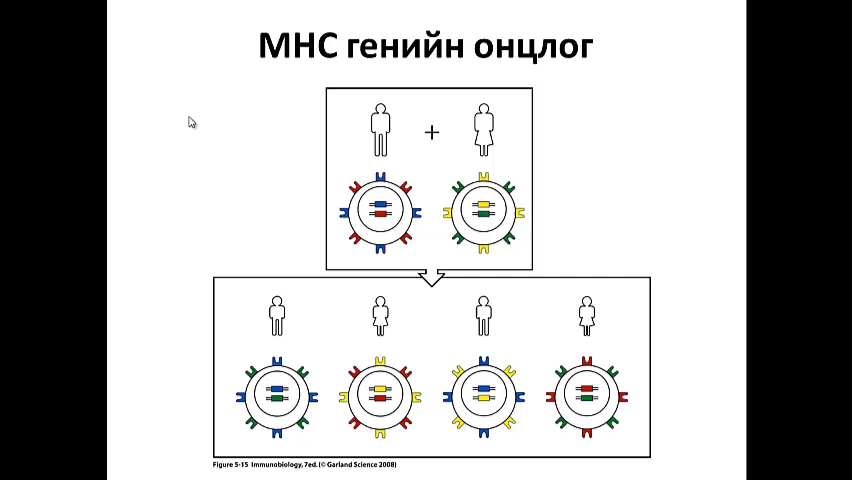 МНС генийн онцлог
+
Figure 5-15 Immunobiology, 7ed. (© Garland Science 2008)